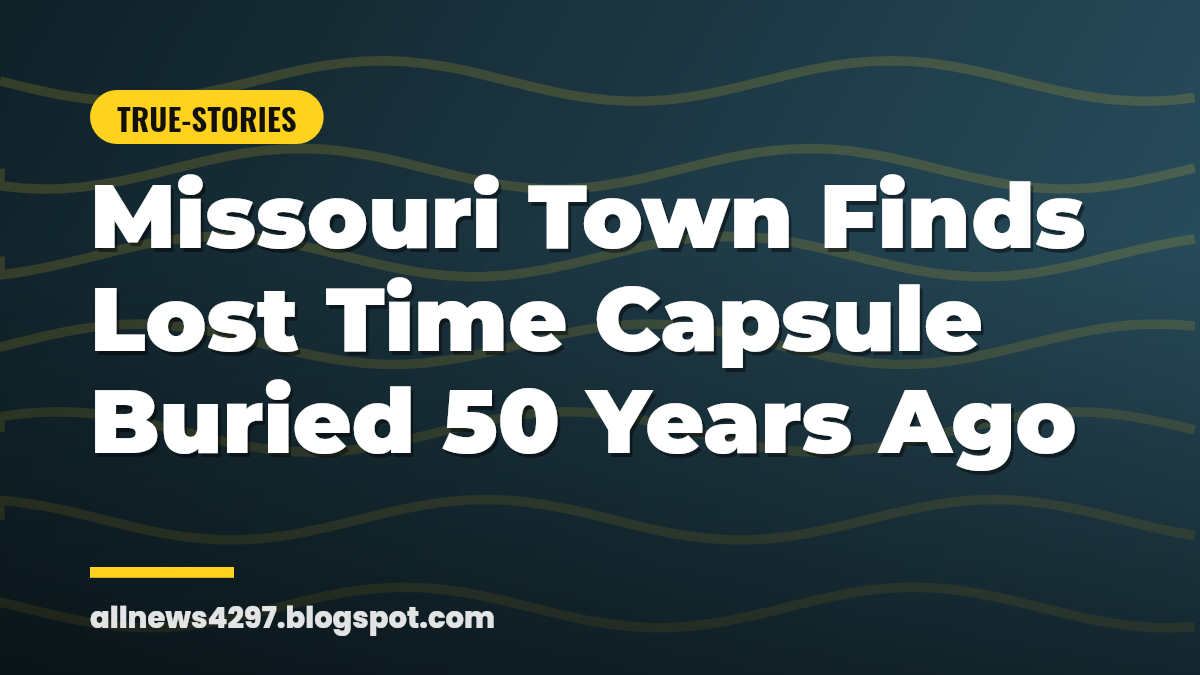 TRUE-STORIES
Missouri Town Finds
Lost Time Capsule
Buried 50 Years Ago
allnews4297.blogspot.com